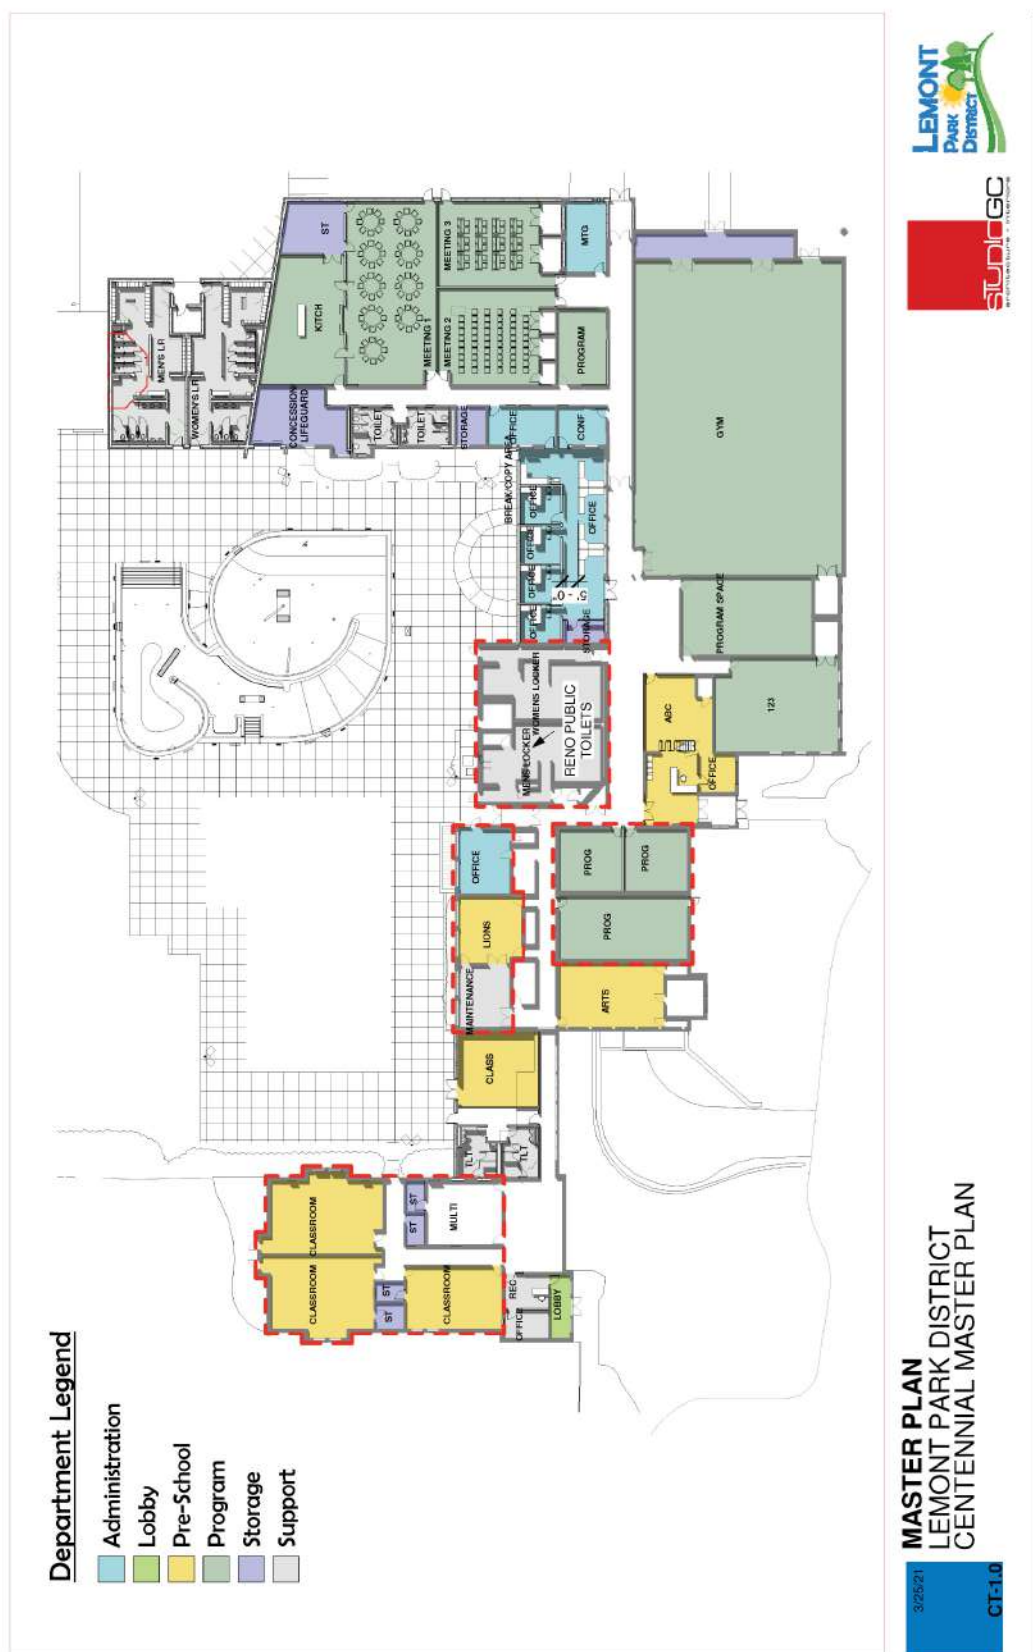 Department Legend
Administration
Lobby
Pre-School
Program
Storage
Support
MEN'S LR
WOMEN'S LR
ST
KITCH
MEETING 1
MEETING 3
MEETING 2
MTG
PROGRAM
CONCESSION/
LIFEGUARD
TOILET
TOILET
STORAGE
BREAK/COPY AREA
OFFICE
CONF
OFFICE
OFFICE
OFFICE
OFFICE
OFFICE
5' - 0"
STORAGE
GYM
PROGRAM SPACE
123
WOMENS LOCKER
MENS LOCKER
RENO PUBLIC
TOILETS
ABC
OFFICE
OFFICE
LIONS
MAINTENANCE
PROG
PROG
PROG
ARTS
CLASS
TLT
TLT
CLASSROOM
CLASSROOM
ST
ST
MULTI
ST
ST
CLASSROOM
REC
OFFICE
LOBBY
LEMONT
PARK
DISTRICT
STUDIOGC
architecture + interiors
MASTER PLAN
LEMONT PARK DISTRICT
CENTENNIAL MASTER PLAN
3/25/21
CT-1.0